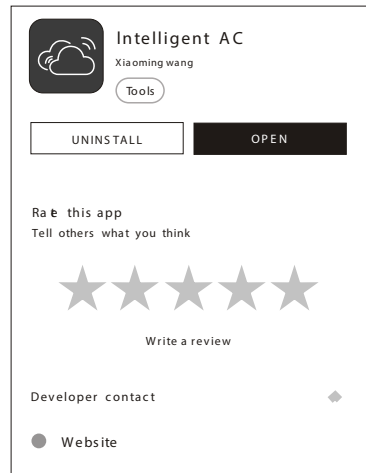 Intelligent AC
Xiaoming wang
Tools
UNINSTALL
OPEN
Rate this app
Tell others what you think
Write a review
Developer contact
Website